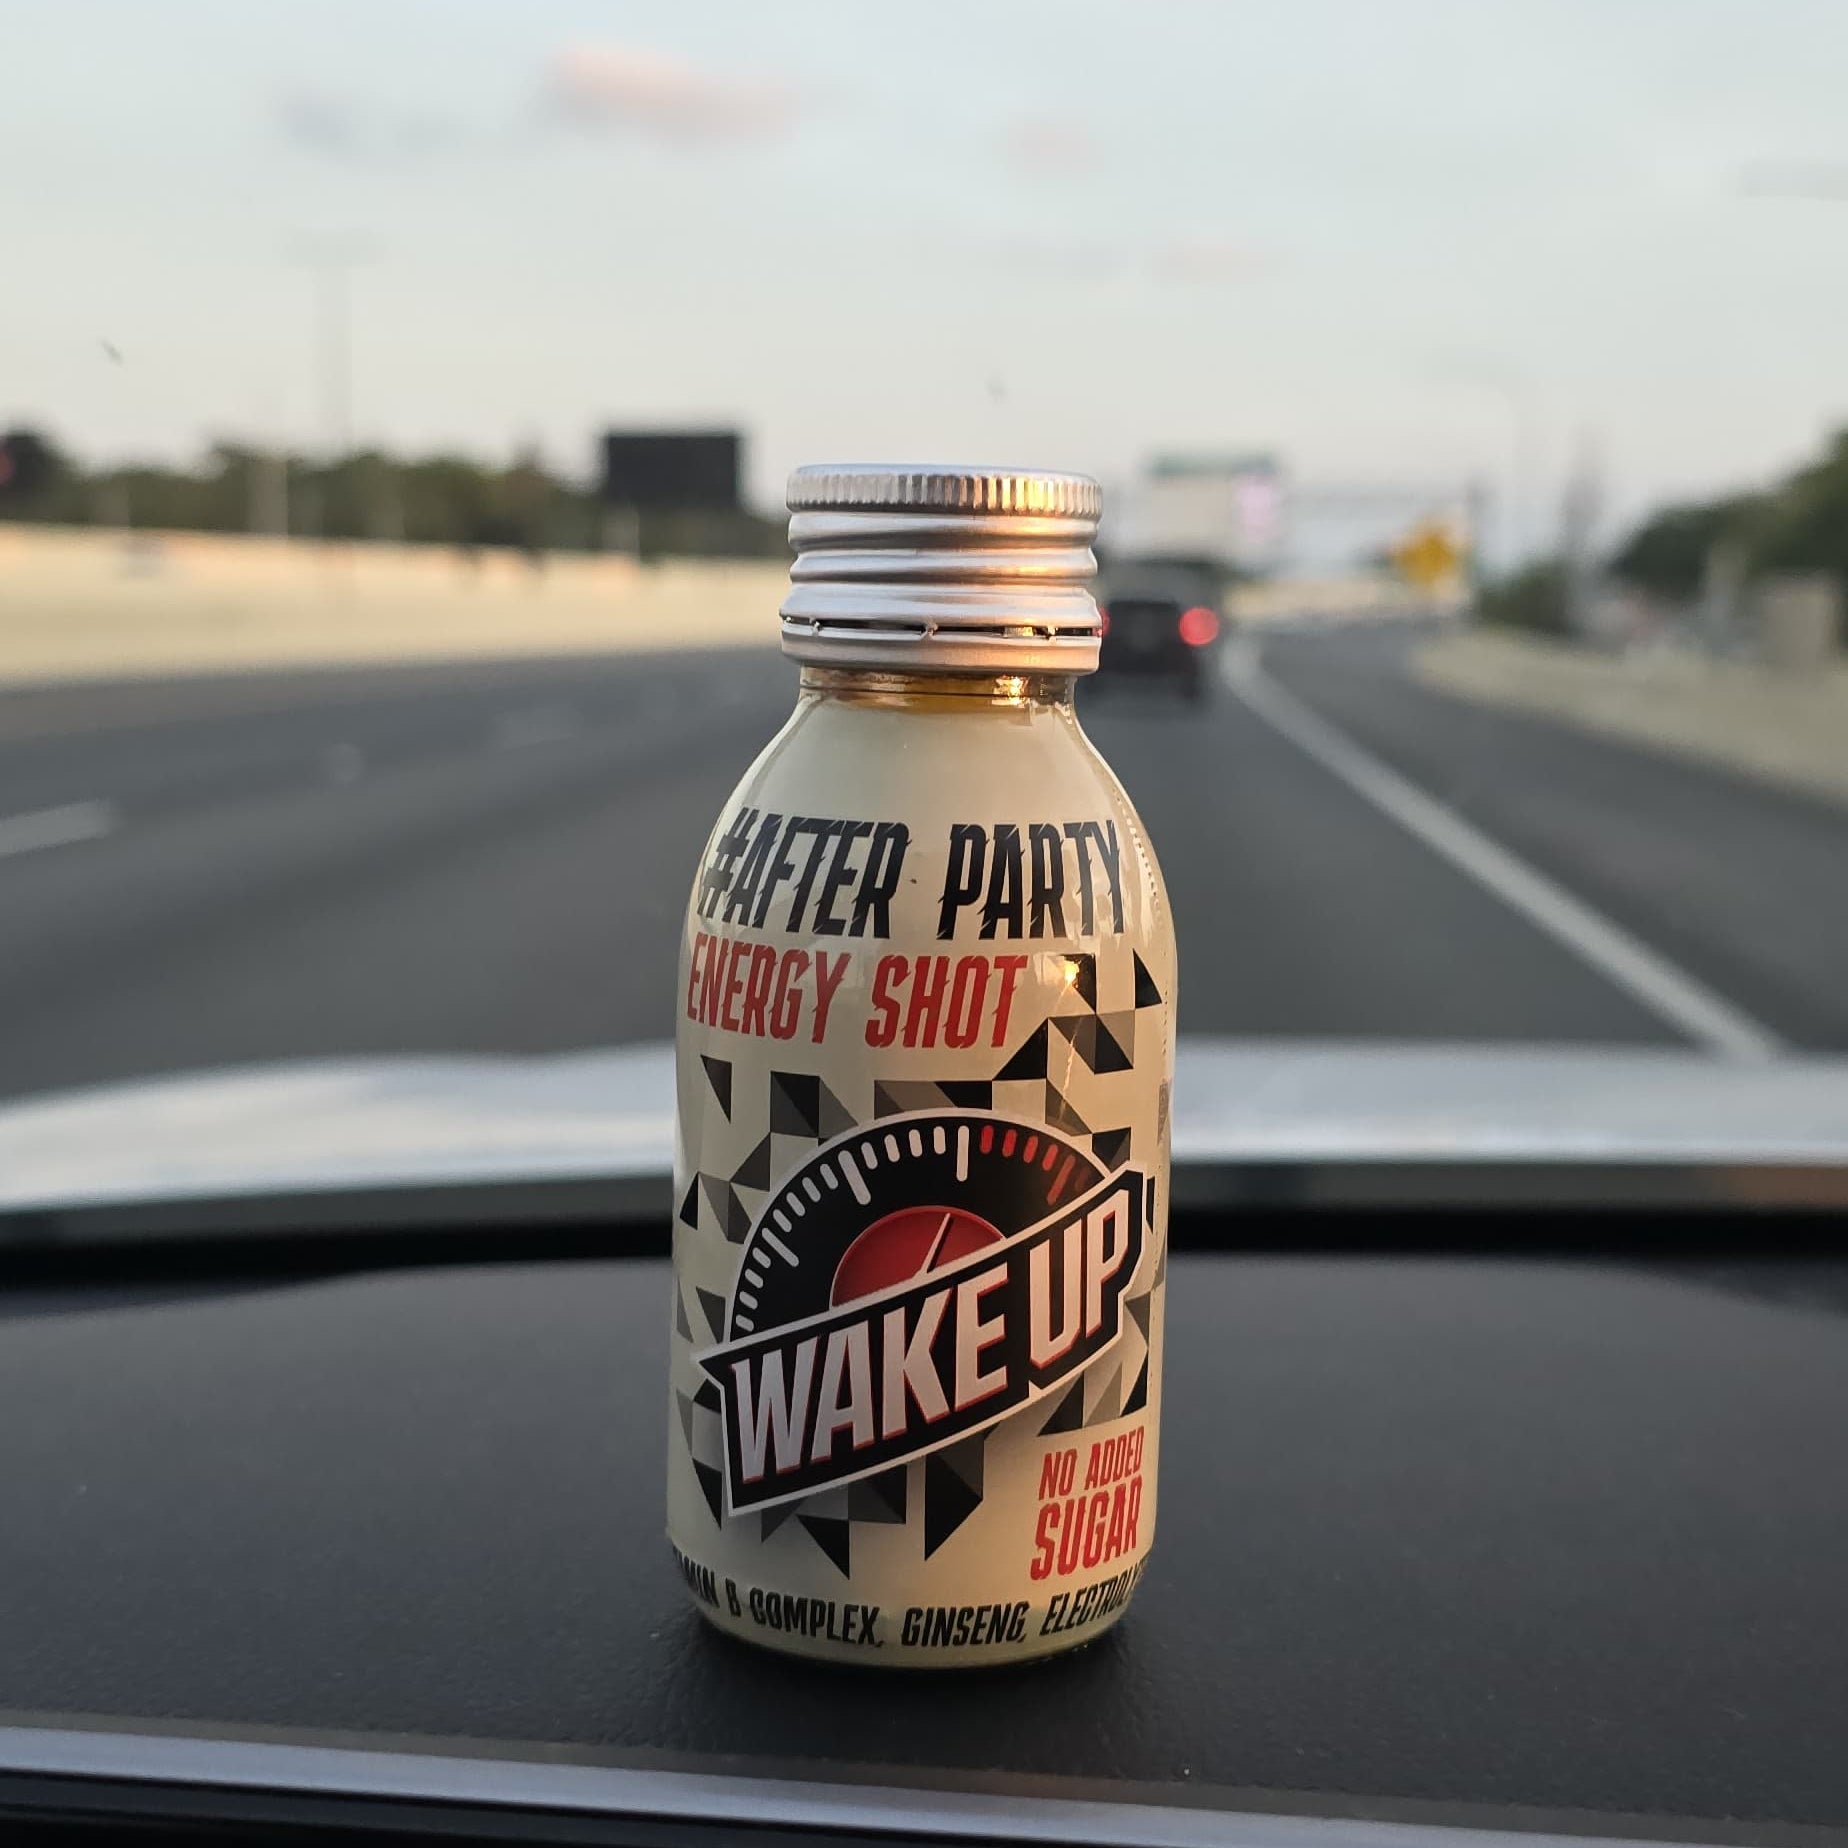 #AFTER PARTY
ENERGY SHOT
WAKE UP
NO ADDED
SUGAR
B COMPLEX, GINSENG,